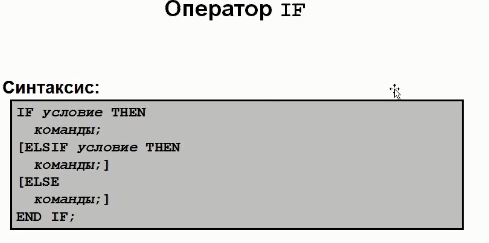 Оператор IF
Синтаксис:
IF условие THEN
команды;
[ELSIF условие THEN
команды;]
[ELSE
команды;]
END IF;